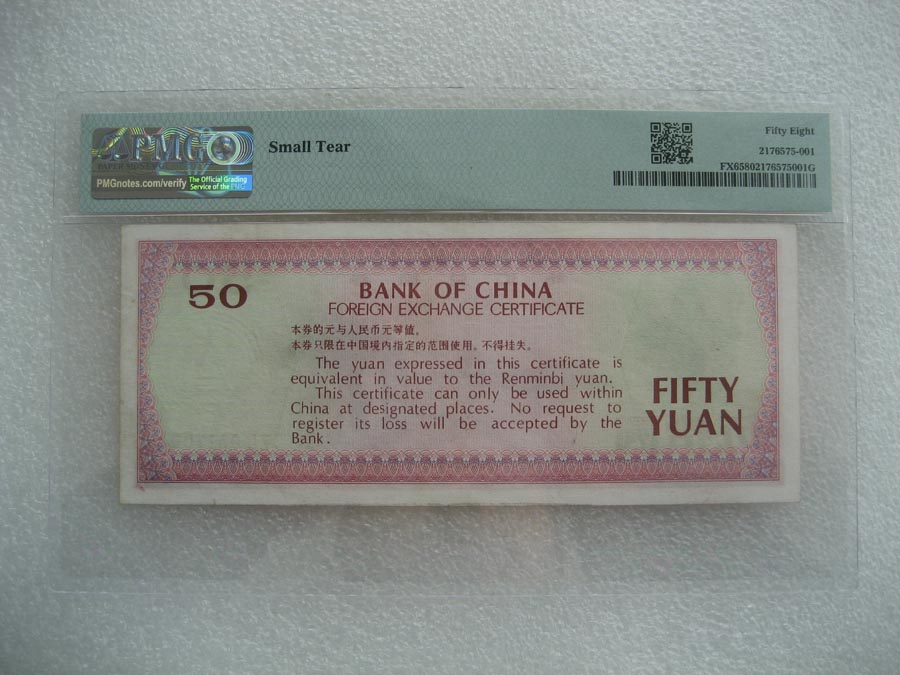 PMG
PMGnotes.com/verify
The Official Grading
Service of the PNG
Small Tear
Fifty Eight
2176575-001
FX65802176575001G
50
BANK OF CHINA
FOREIGN EXCHANGE CERTIFICATE
本券的元与人民币元等值。
本券只限在中国境内指定的范围使用。不得挂失。
The yuan expressed in this certificate is
equivalent in value to the Renminbi yuan.
This certificate can only be used within
China at designated places. No request to
register its loss will be accepted by the
Bank.
FIFTY
YUAN